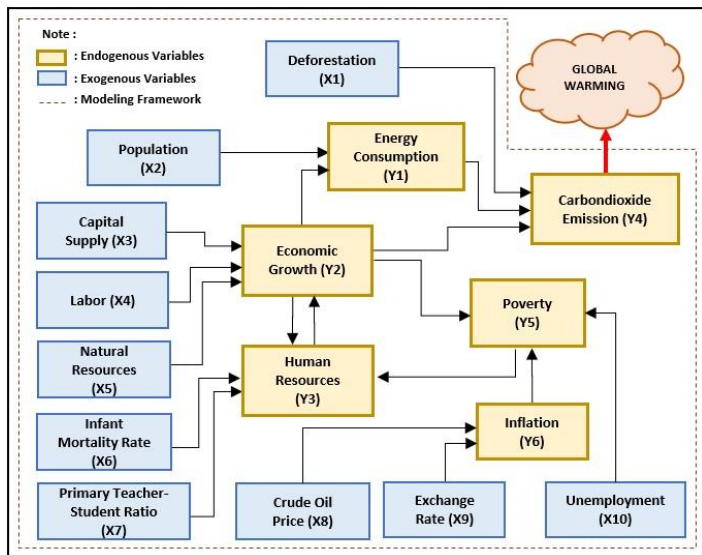 Note :
: Endogenous Variables
: Exogenous Variables
: Modeling Framework
Deforestation
(X1)
GLOBAL
WARMING
Population
(X2)
Energy
Consumption
(Y1)
Carbondioxide
Emission (Y4)
Capital
Supply (X3)
Economic
Growth (Y2)
Labor (X4)
Poverty
(Y5)
Natural
Resources
(X5)
Human
Resources
(Y3)
Infant
Mortality Rate
(X6)
Inflation
(Y6)
Primary Teacher-
Student Ratio
(X7)
Crude Oil
Price (X8)
Exchange
Rate (X9)
Unemployment
(X10)